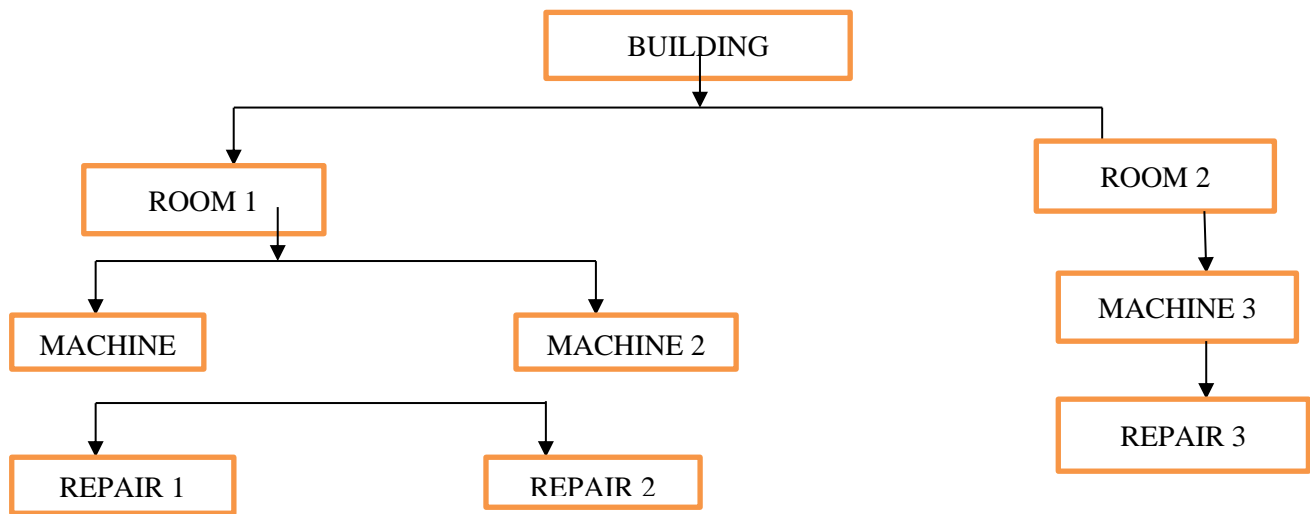 BUILDING
ROOM 1
ROOM 2
MACHINE
MACHINE 2
MACHINE 3
REPAIR 1
REPAIR 2
REPAIR 3